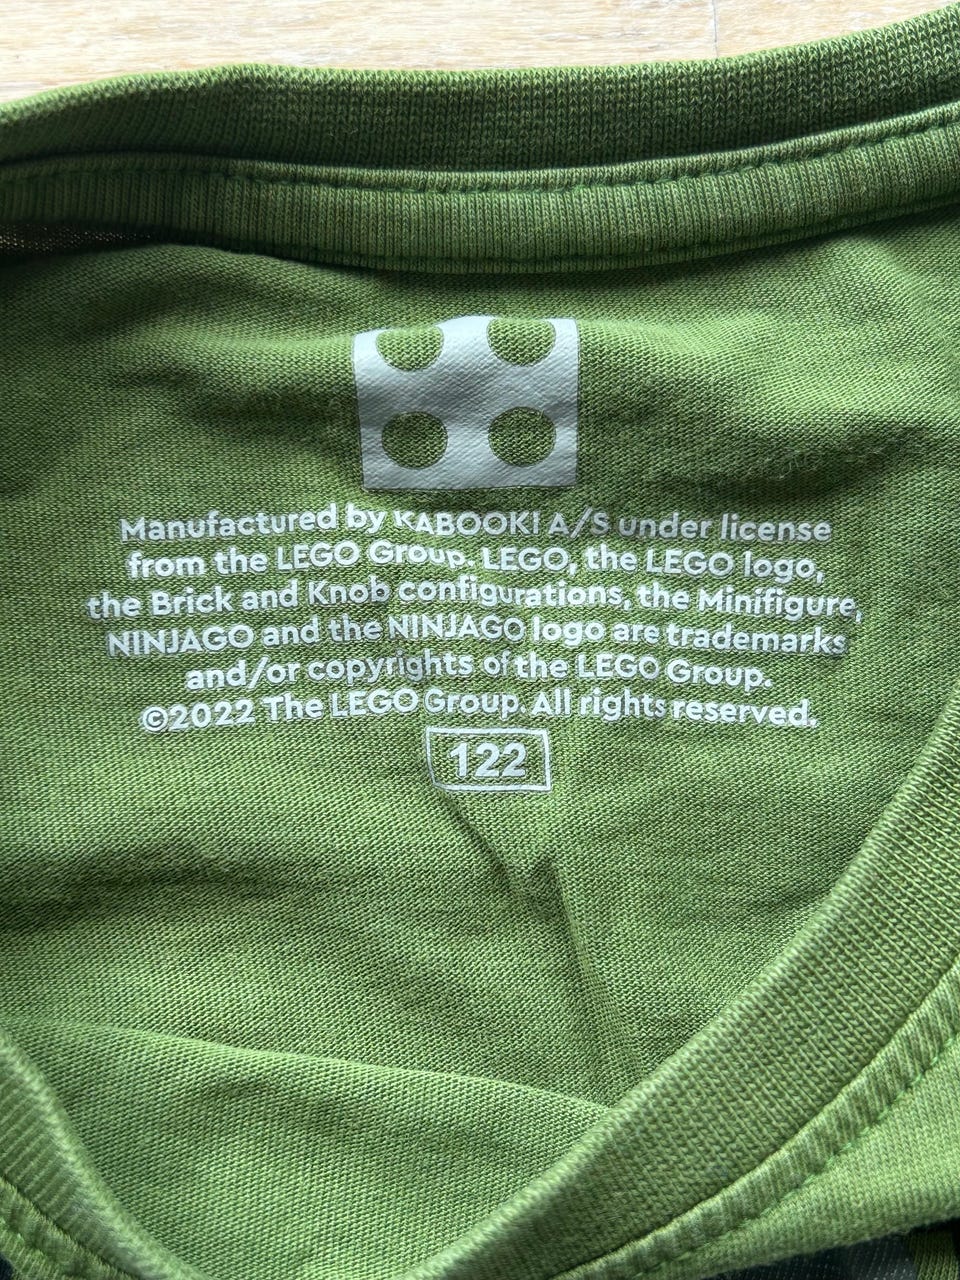 Manufactured by KABOOKI A/S under license
from the LEGO Group. LEGO, the LEGO logo,
the Brick and Knob configurations, the Minifigure,
NINJAGO and the NINJAGO logo are trademarks
and/or copyrights of the LEGO Group.
©2022 The LEGO Group. All rights reserved.
122